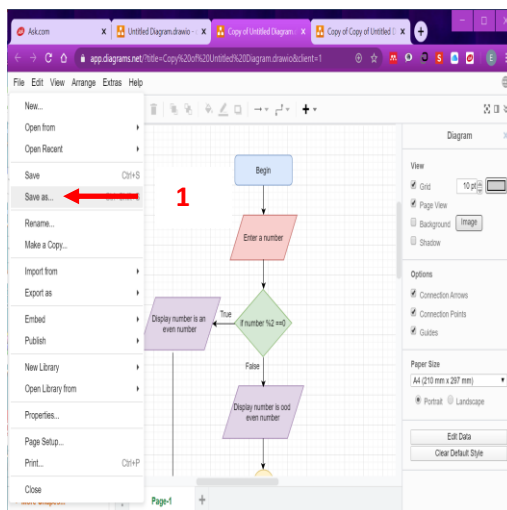 Ask.com x
Untitled Diagram.drawio - x
Copy of Untitled Diagram. x
Copy of Copy of Untitled x
app.diagrams.net/?title=Copy%20of%20Untitled%20Diagram.drawio&client=1
File Edit View Arrange Extras Help
New...
Open from
Open Recent
Save Ctrl+S
Save as...
Rename...
Make a Copy...
Import from
Export as
Embed
Publish
New Library
Open Library from
Properties...
Page Setup...
Print... Ctrl+P
Close
1
Begin
Enter a number
Display number is an
even number
True
if number %2 ==0
False
Display number is ood
even number
Page-1
Diagram
View
Grid 10 pt
Page View
Background Image
Shadow
Options
Connection Arrows
Connection Points
Guides
Paper Size
A4 (210 mm x 297 mm)
Portrait Landscape
Edit Data
Clear Default Style